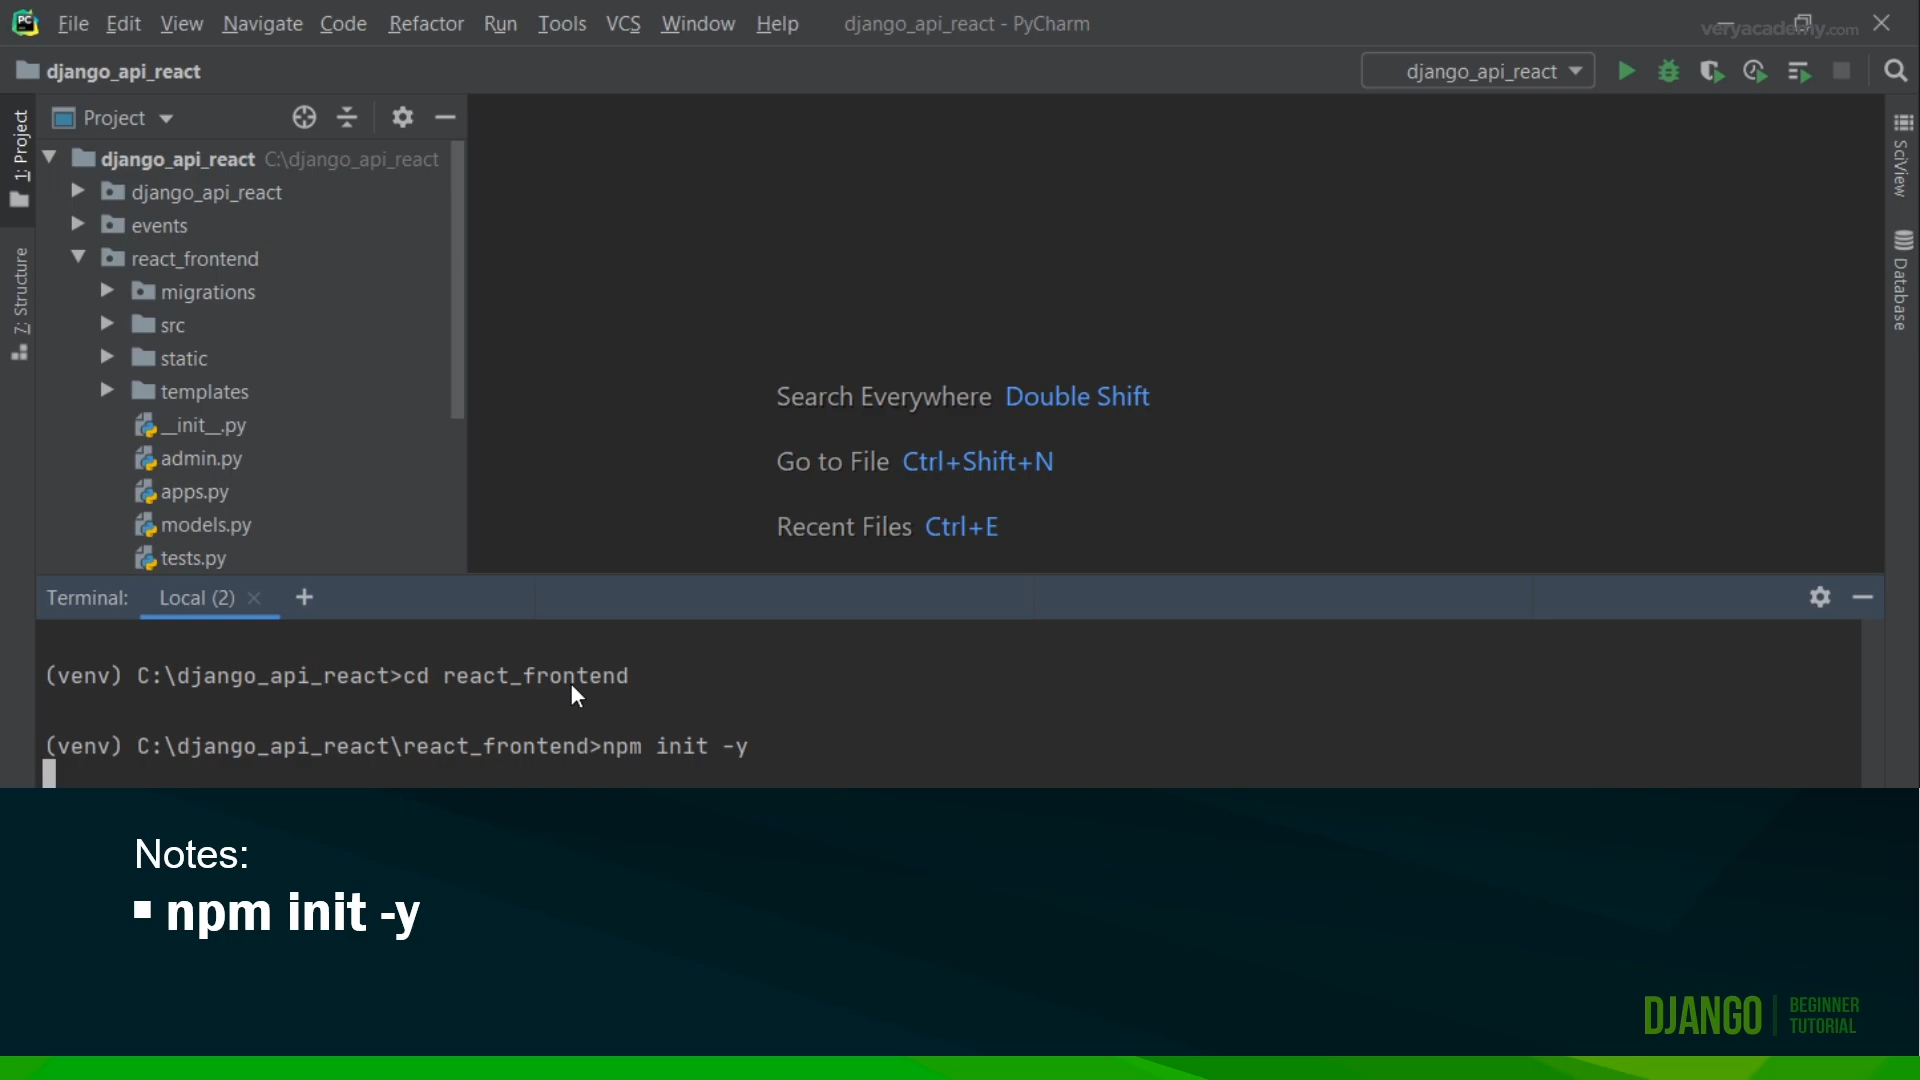 File Edit View Navigate Code Refactor Run Tools VCS Window Help django_api_react - PyCharm
veryacademy.com
django_api_react
django_api_react
1: Project
7: Structure
Project
django_api_react C:\django_api_react
django_api_react
events
react_frontend
migrations
src
static
templates
__init__.py
admin.py
apps.py
models.py
tests.py
Search Everywhere Double Shift
Go to File Ctrl+Shift+N
Recent Files Ctrl+E
SciView
Database
Terminal: Local (2)
(venv) C:\django_api_react>cd react_frontend
(venv) C:\django_api_react\react_frontend>npm init -y
Notes:
▪ npm init -y
DJANGO
BEGINNER
TUTORIAL